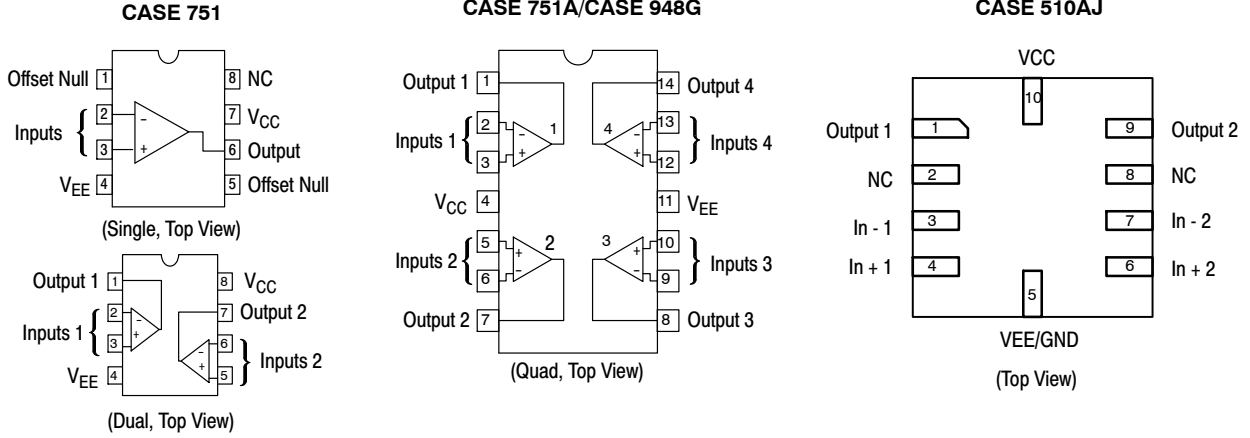 CASE 751
CASE 751A/CASE 948G
CASE 510AJ
Offset Null 1
2
Inputs
3
VEE 4
8 NC
7 VCC
6 Output
5 Offset Null
−
+
(Single, Top View)
Output 1 1
2
Inputs 1
3
VEE 4
8 VCC
7 Output 2
6
Inputs 2
5
−
+
−
+
(Dual, Top View)
Output 1 1
2
Inputs 1
3
VCC 4
5
Inputs 2
6
Output 2 7
14 Output 4
13
Inputs 4
12
11 VEE
10
Inputs 3
9
8 Output 3
− + 1
4 − +
+ − 2
3 + −
(Quad, Top View)
VCC
10
Output 1 1
NC 2
In - 1 3
In + 1 4
9 Output 2
8 NC
7 In - 2
6 In + 2
5
VEE/GND
(Top View)